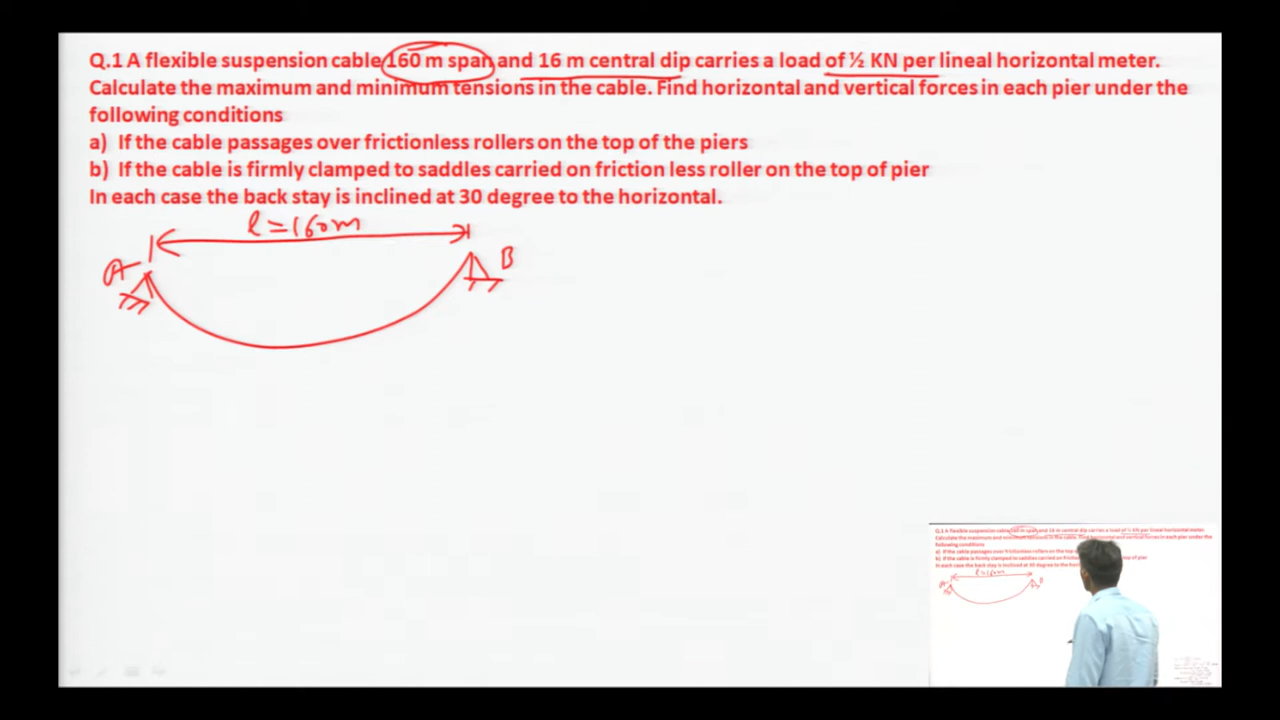 Q.1 A flexible suspension cable 160 m span and 16 m central dip carries a load of ½ KN per lineal horizontal meter.
Calculate the maximum and minimum tensions in the cable. Find horizontal and vertical forces in each pier under the
following conditions
a) If the cable passages over frictionless rollers on the top of the piers
b) If the cable is firmly clamped to saddles carried on friction less roller on the top of pier
In each case the back stay is inclined at 30 degree to the horizontal.
l = 160m
A
B